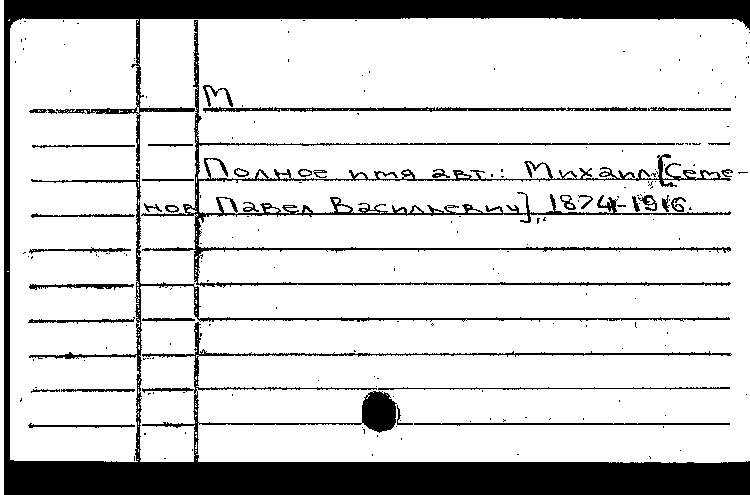 М
Полное имя авт.: Михаил [Семе-
нов Павел Васильевич], 1874-1916.